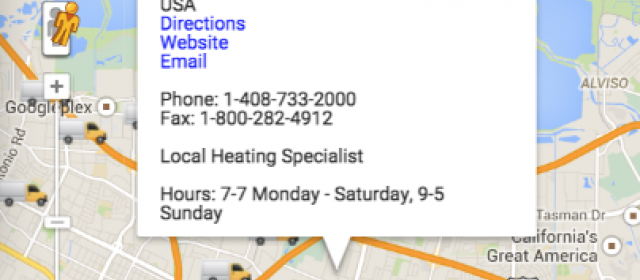 USA
Directions
Website
Email
Phone: 1-408-733-2000
Fax: 1-800-282-4912
Local Heating Specialist
Hours: 7-7 Monday - Saturday, 9-5
Sunday
ALVISO
Googleplex
onio Rd
Tasman Dr
California's
Great America